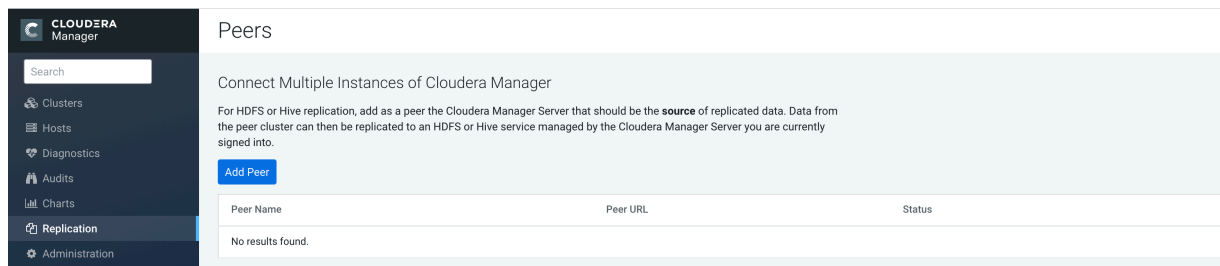 CLOUDERA
Manager
Search
Clusters
Hosts
Diagnostics
Audits
Charts
Replication
Administration
Peers
Connect Multiple Instances of Cloudera Manager
For HDFS or Hive replication, add as a peer the Cloudera Manager Server that should be the source of replicated data. Data from
the peer cluster can then be replicated to an HDFS or Hive service managed by the Cloudera Manager Server you are currently
signed into.
Add Peer
Peer Name Peer URL Status
No results found.